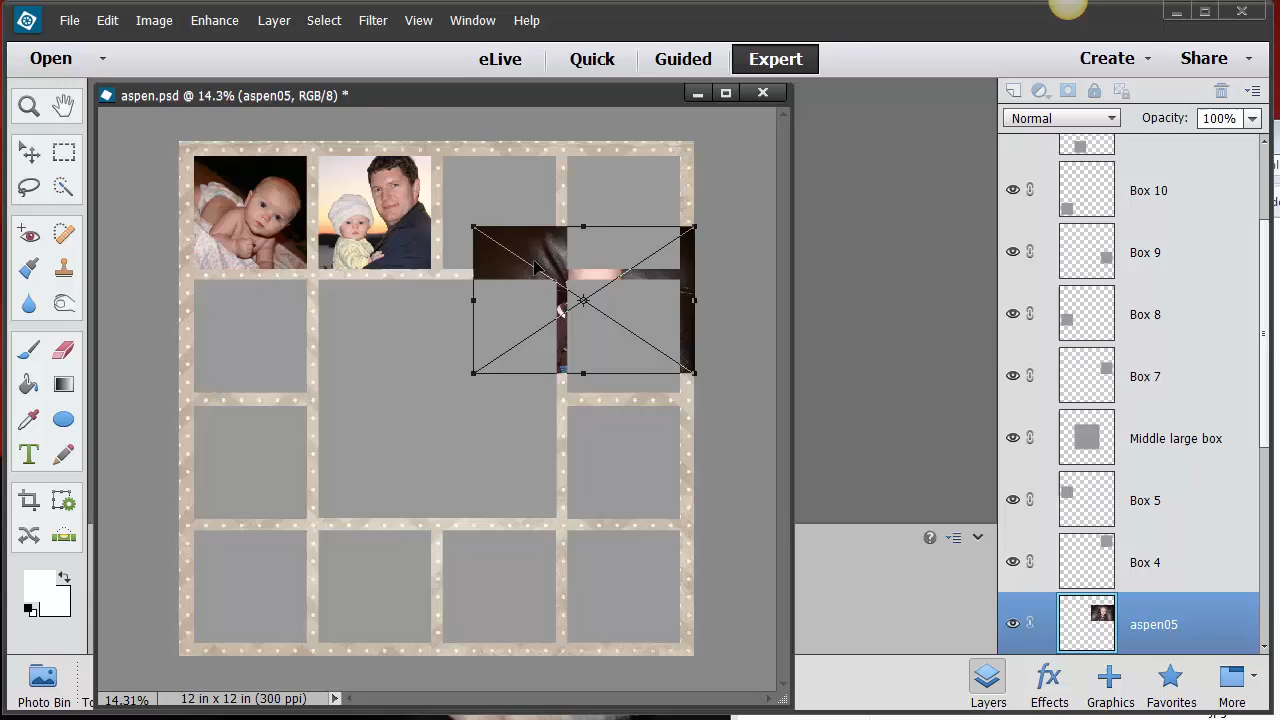 File Edit Image Enhance Layer Select Filter View Window Help
Open eLive Quick Guided Expert Create Share
aspen.psd @ 14.3% (aspen05, RGB/8) *
Normal Opacity: 100%
Box 10
Box 9
Box 8
Box 7
Middle large box
Box 5
Box 4
aspen05
14.31% 12 in x 12 in (300 ppi)
Photo Bin Layers Effects Graphics Favorites More